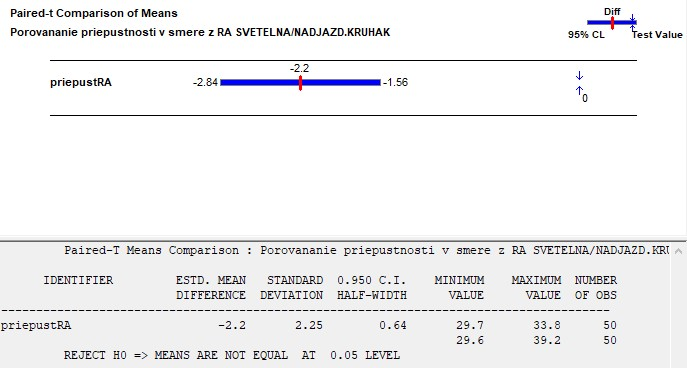 Paired-t Comparison of Means
Diff
Porovananie priepustnosti v smere z RA SVETELNA/NADJAZD.KRUHAK
95% CL Test Value
-2.2
priepustRA -2.84 -1.56
0
Paired-T Means Comparison : Porovananie priepustnosti v smere z RA SVETELNA/NADJAZD.KRU
IDENTIFIER ESTD. MEAN STANDARD 0.950 C.I. MINIMUM MAXIMUM NUMBER
DIFFERENCE DEVIATION HALF-WIDTH VALUE VALUE OF OBS
priepustRA -2.2 2.25 0.64 29.7 33.8 50
29.6 39.2 50
REJECT H0 => MEANS ARE NOT EQUAL AT 0.05 LEVEL